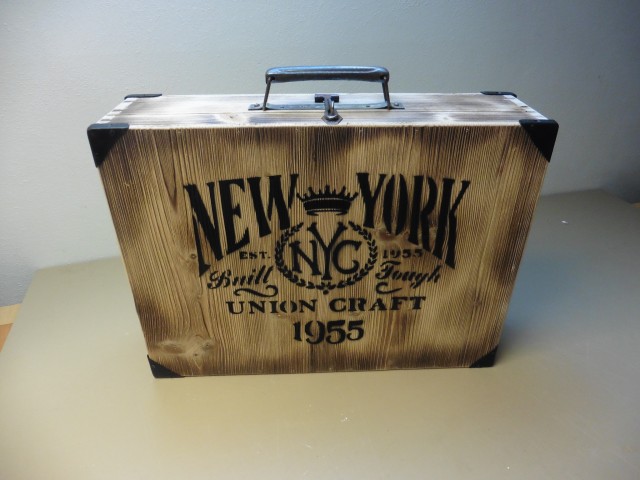 NEW YORK
EST. NYC 1955
Built Tough
UNION CRAFT
1955